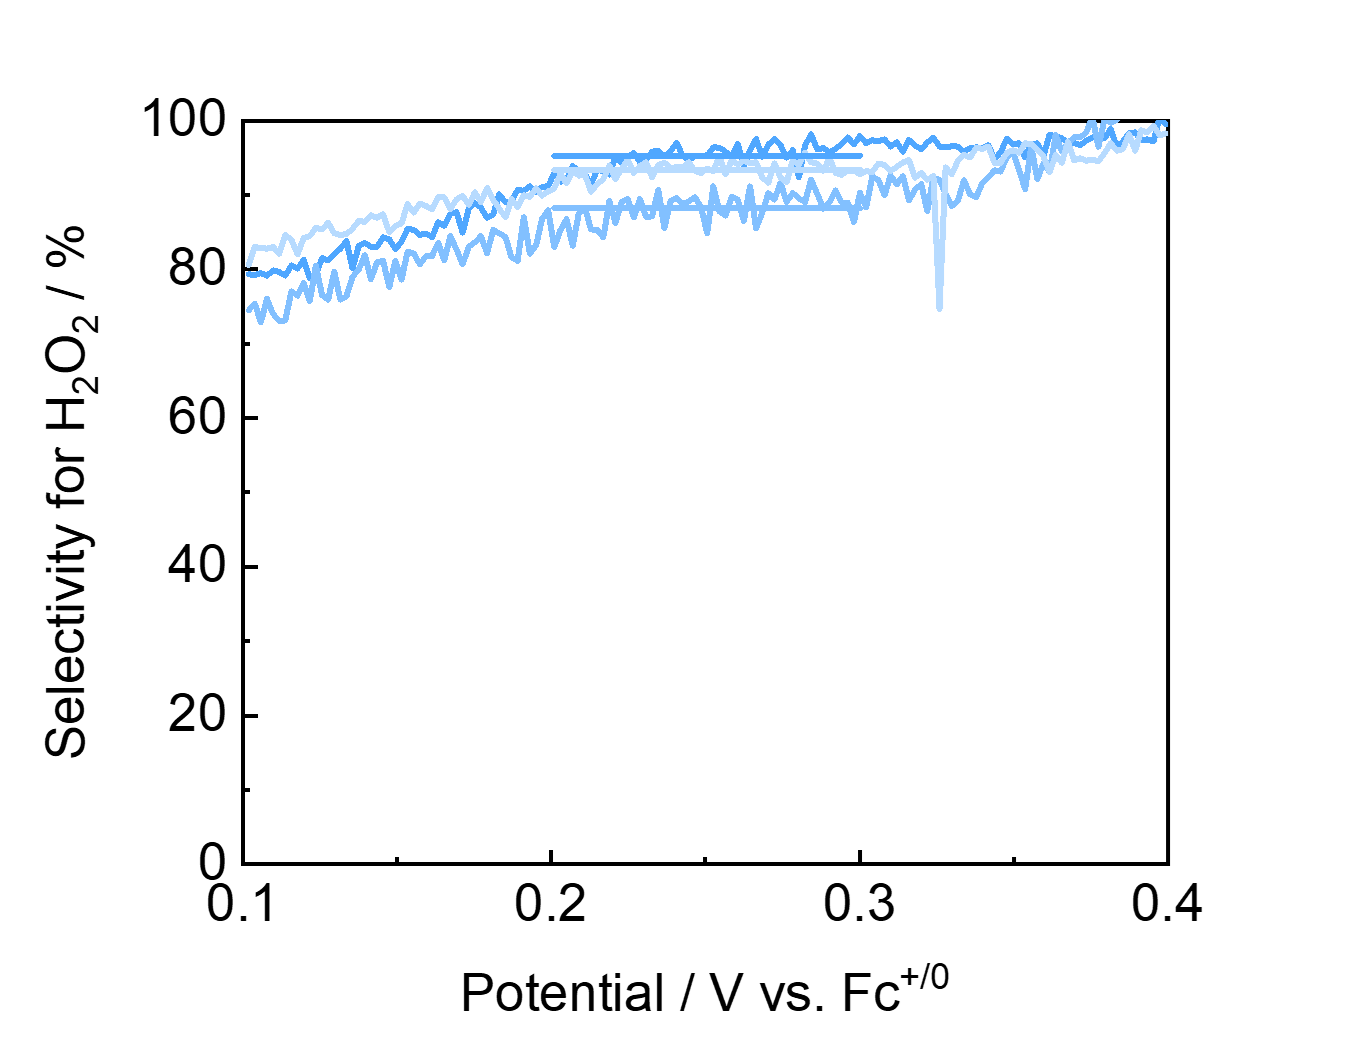 100
80
60
40
20
0
0.1 0.2 0.3 0.4
Selectivity for H₂O₂ / %
Potential / V vs. Fc⁺/⁰